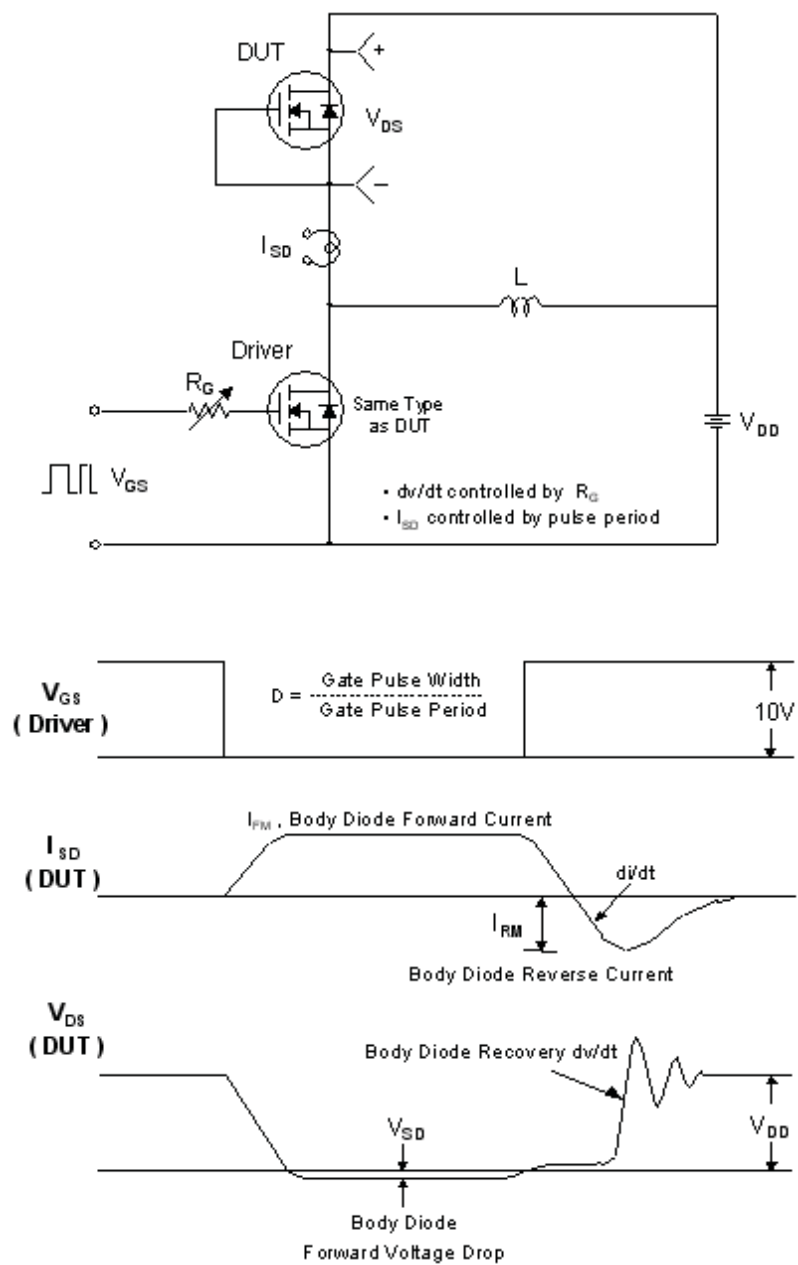 DUT
+
V_DS
−
I_SD
L
Driver
R_G
Same Type
as DUT
V_DD
V_GS
• dv/dt controlled by R_G
• I_SD controlled by pulse period
V_GS
( Driver )
D = Gate Pulse Width
Gate Pulse Period
10V
I_FM , Body Diode Forward Current
I_SD
( DUT )
di/dt
I_RM
Body Diode Reverse Current
V_DS
( DUT )
Body Diode Recovery dv/dt
V_SD
V_DD
Body Diode
Forward Voltage Drop